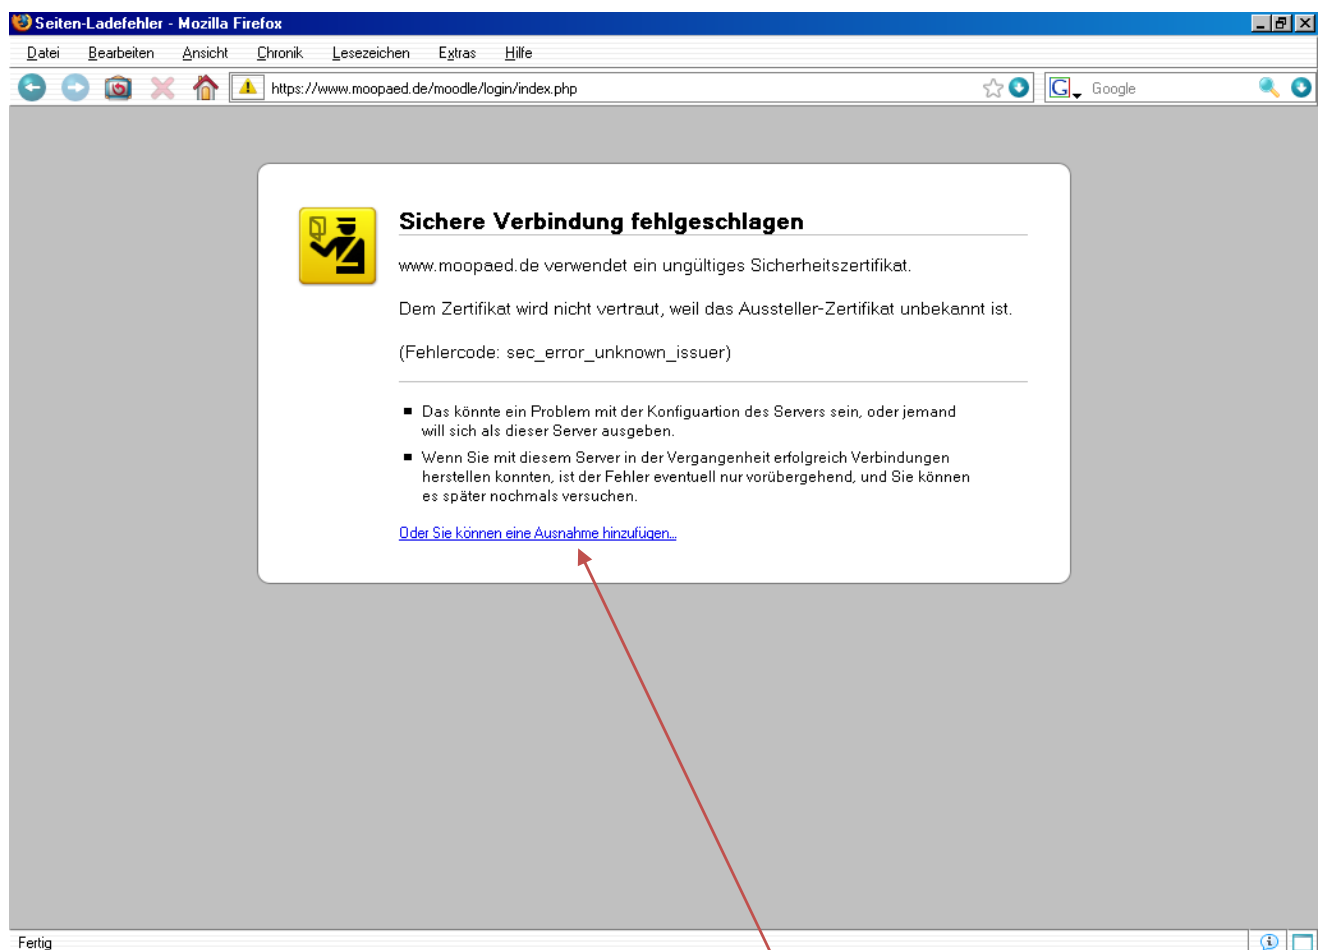 Seiten-Ladefehler - Mozilla Firefox
Datei Bearbeiten Ansicht Chronik Lesezeichen Extras Hilfe
https://www.moopaed.de/moodle/login/index.php G Google
Sichere Verbindung fehlgeschlagen
www.moopaed.de verwendet ein ungültiges Sicherheitszertifikat.
Dem Zertifikat wird nicht vertraut, weil das Aussteller-Zertifikat unbekannt ist.
(Fehlercode: sec_error_unknown_issuer)
Das könnte ein Problem mit der Konfiguartion des Servers sein, oder jemand
will sich als dieser Server ausgeben.
Wenn Sie mit diesem Server in der Vergangenheit erfolgreich Verbindungen
herstellen konnten, ist der Fehler eventuell nur vorübergehend, und Sie können
es später nochmals versuchen.
Oder Sie können eine Ausnahme hinzufügen...
Fertig